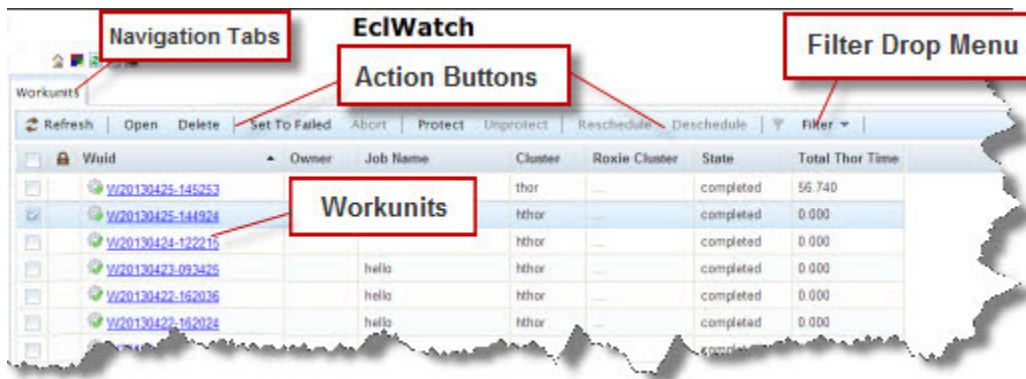 EclWatch
Navigation Tabs
Action Buttons
Filter Drop Menu
Workunits
Refresh Open Delete Set To Failed Abort Protect Unprotect Reschedule Deschedule Filter
Wuid Owner Job Name Cluster Roxie Cluster State Total Thor Time
W20130425-145253 thor completed 56.740
W20130425-144924 hthor completed 0.000
Workunits
W20130424-122215 hthor completed 0.000
W20130423-093425 hello hthor completed 0.000
W20130422-162036 hello hthor completed 0.000
W20130422-162024 hello hthor completed 0.000